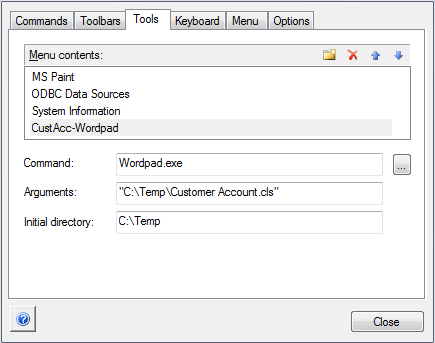 Commands Toolbars Tools Keyboard Menu Options
Menu contents:
MS Paint
ODBC Data Sources
System Information
CustAcc-Wordpad
Command: Wordpad.exe ...
Arguments: "C:\Temp\Customer Account.cls"
Initial directory: C:\Temp
? Close